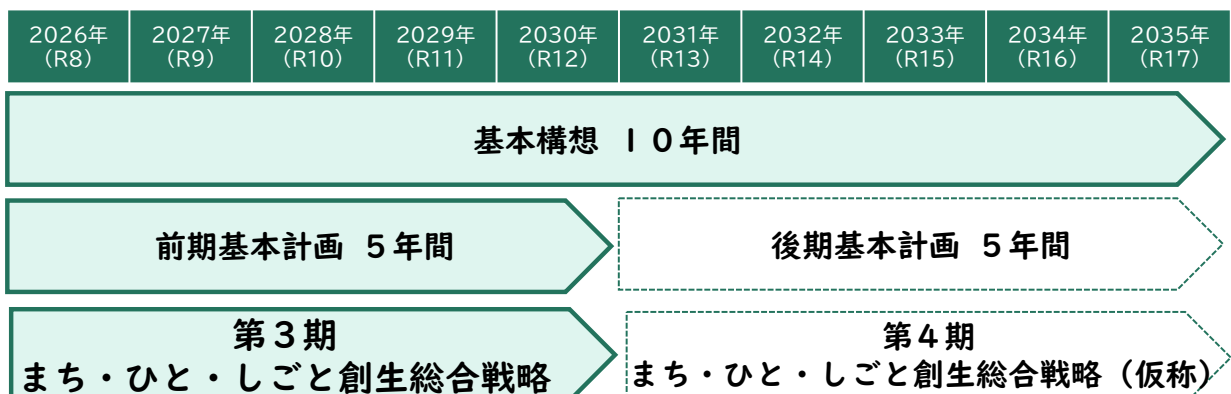 2026年 2027年 2028年 2029年 2030年 2031年 2032年 2033年 2034年 2035年
(R8) (R9) (R10) (R11) (R12) (R13) (R14) (R15) (R16) (R17)
基本構想 10年間
前期基本計画 5年間 後期基本計画 5年間
第3期 第4期
まち・ひと・しごと創生総合戦略 まち・ひと・しごと創生総合戦略(仮称)